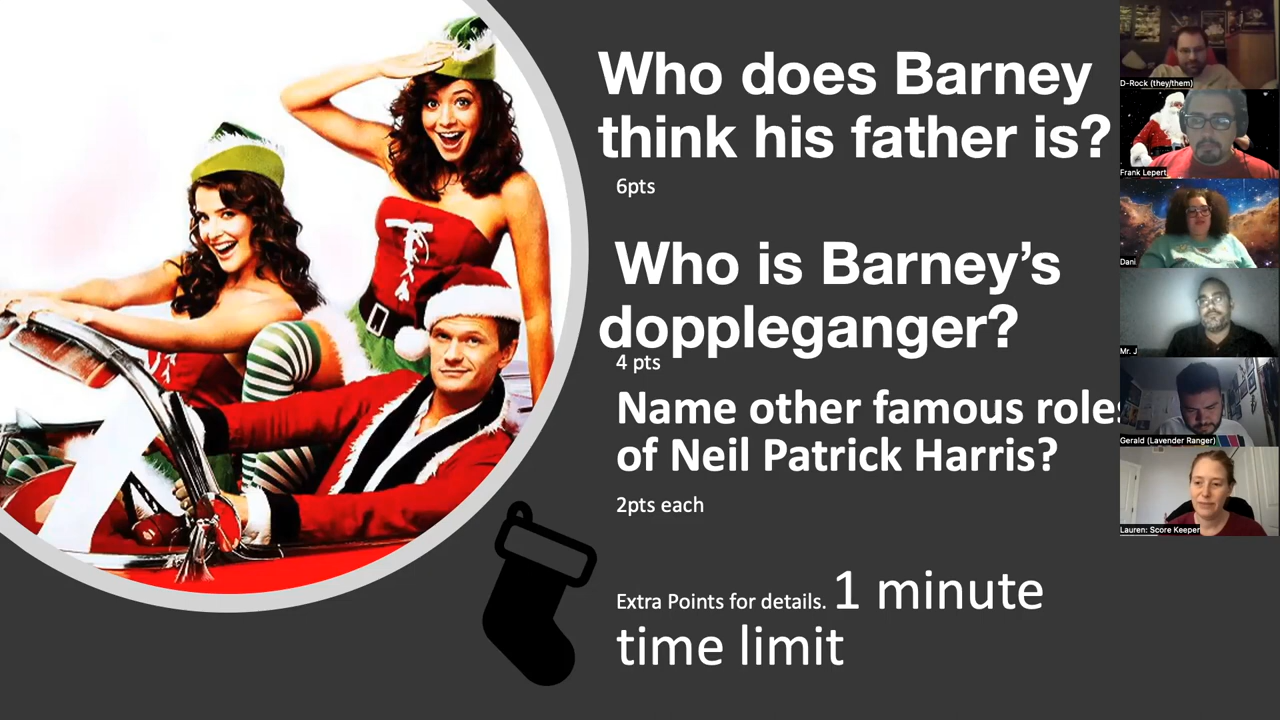 Who does Barney
think his father is?
6pts
Who is Barney’s
doppleganger?
4 pts
Name other famous roles
of Neil Patrick Harris?
2pts each
Extra Points for details. 1 minute
time limit
D-Rock (they/them)
Frank Lepert
Dani
Mr. J
Gerald (Lavender Ranger)
Lauren: Score Keeper